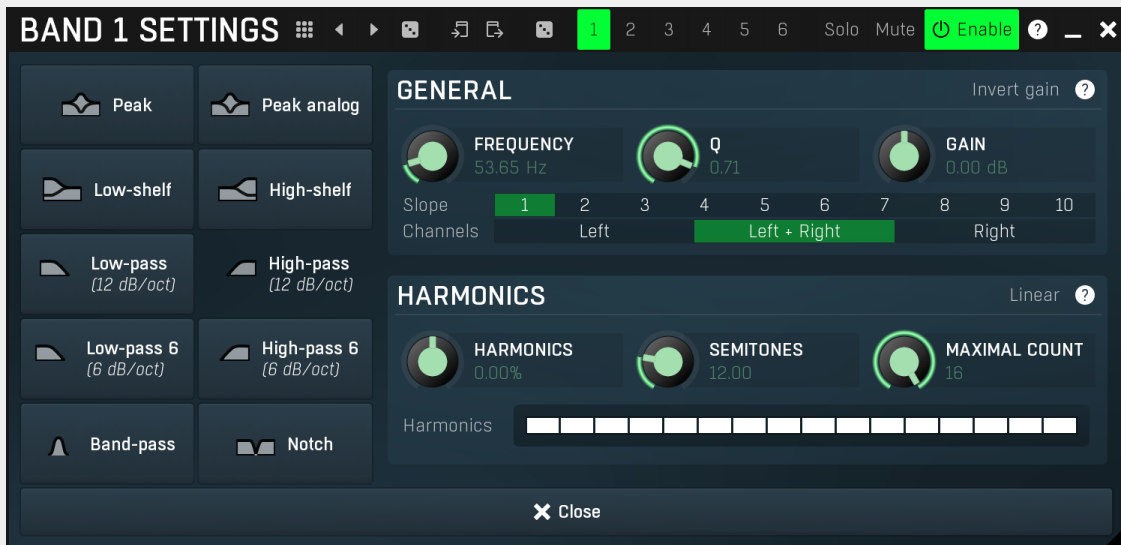 BAND 1 SETTINGS 1 2 3 4 5 6 Solo Mute Enable ?
Peak
Peak analog
Low-shelf
High-shelf
Low-pass
(12 dB/oct)
High-pass
(12 dB/oct)
Low-pass 6
(6 dB/oct)
High-pass 6
(6 dB/oct)
Band-pass
Notch
GENERAL Invert gain ?
FREQUENCY
53.65 Hz
Q
0.71
GAIN
0.00 dB
Slope 1 2 3 4 5 6 7 8 9 10
Channels Left Left + Right Right
HARMONICS Linear ?
HARMONICS
0.00%
SEMITONES
12.00
MAXIMAL COUNT
16
Harmonics
Close